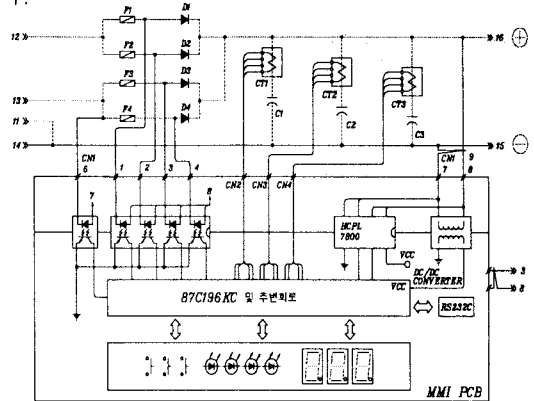 F1 D1
12 16 ⊕
F2 D2
F3 D3
CT1 CT2 CT3
13
F4 D4
11
C1 C2 C3
14 15 ⊖
CN1 CN2 CN3 CN4 CN1 9
6 1 2 3 4 7 8
7 8
HCPL
7800
VCC
DC/DC
CONVERTER
VCC
87C196KC 및 주변회로
RS232C
3
8
MMI PCB